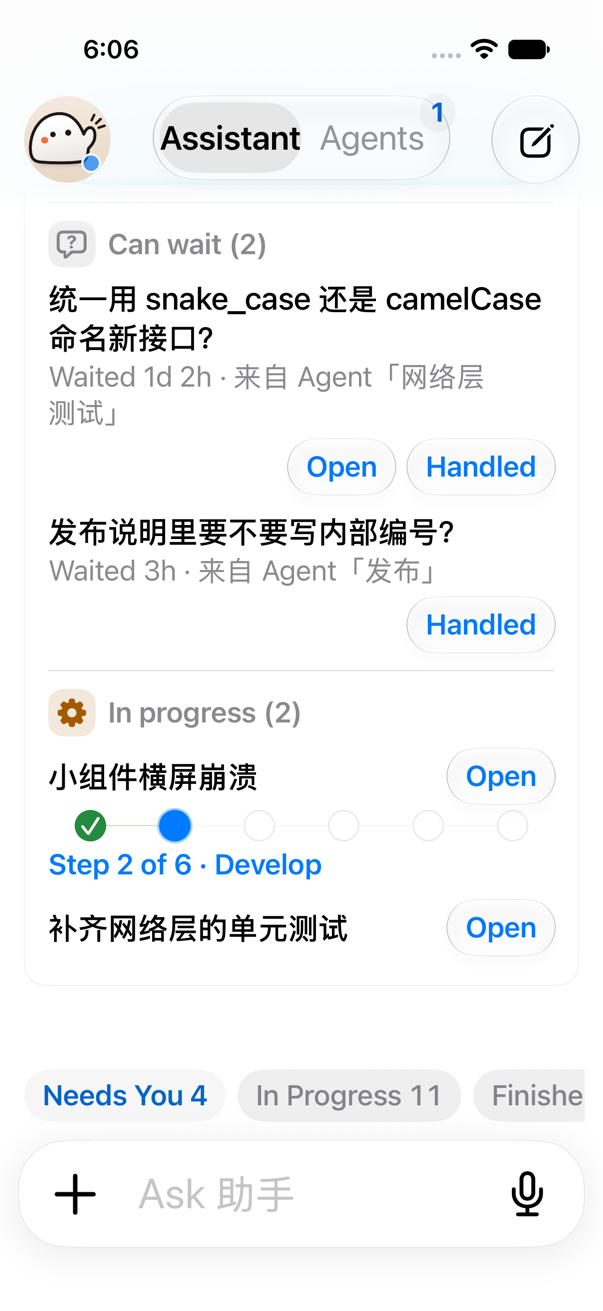 6:06
Assistant
Agents
1
Can wait (2)
统一用 snake_case 还是 camelCase
命名新接口?
Waited 1d 2h · 来自 Agent「网络层
测试」
Open
Handled
发布说明里要不要写内部编号?
Waited 3h · 来自 Agent「发布」
Handled
In progress (2)
小组件横屏崩溃
Open
Step 2 of 6 · Develop
补齐网络层的单元测试
Open
Needs You 4
In Progress 11
Finishe
Ask 助手